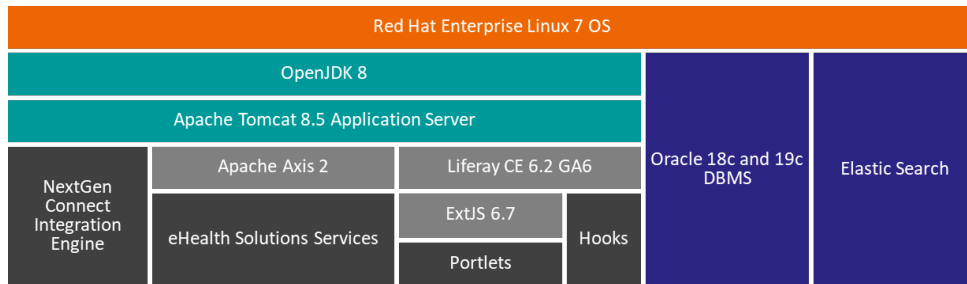 Red Hat Enterprise Linux 7 OS
OpenJDK 8
Apache Tomcat 8.5 Application Server
NextGen
Connect
Integration
Engine
Apache Axis 2
eHealth Solutions Services
Liferay CE 6.2 GA6
ExtJS 6.7
Portlets
Hooks
Oracle 18c and 19c
DBMS
Elastic Search